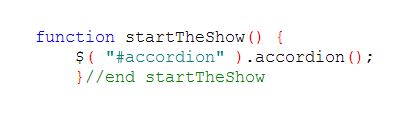 function startTheShow() {
$( "#accordion" ).accordion();
}//end startTheShow